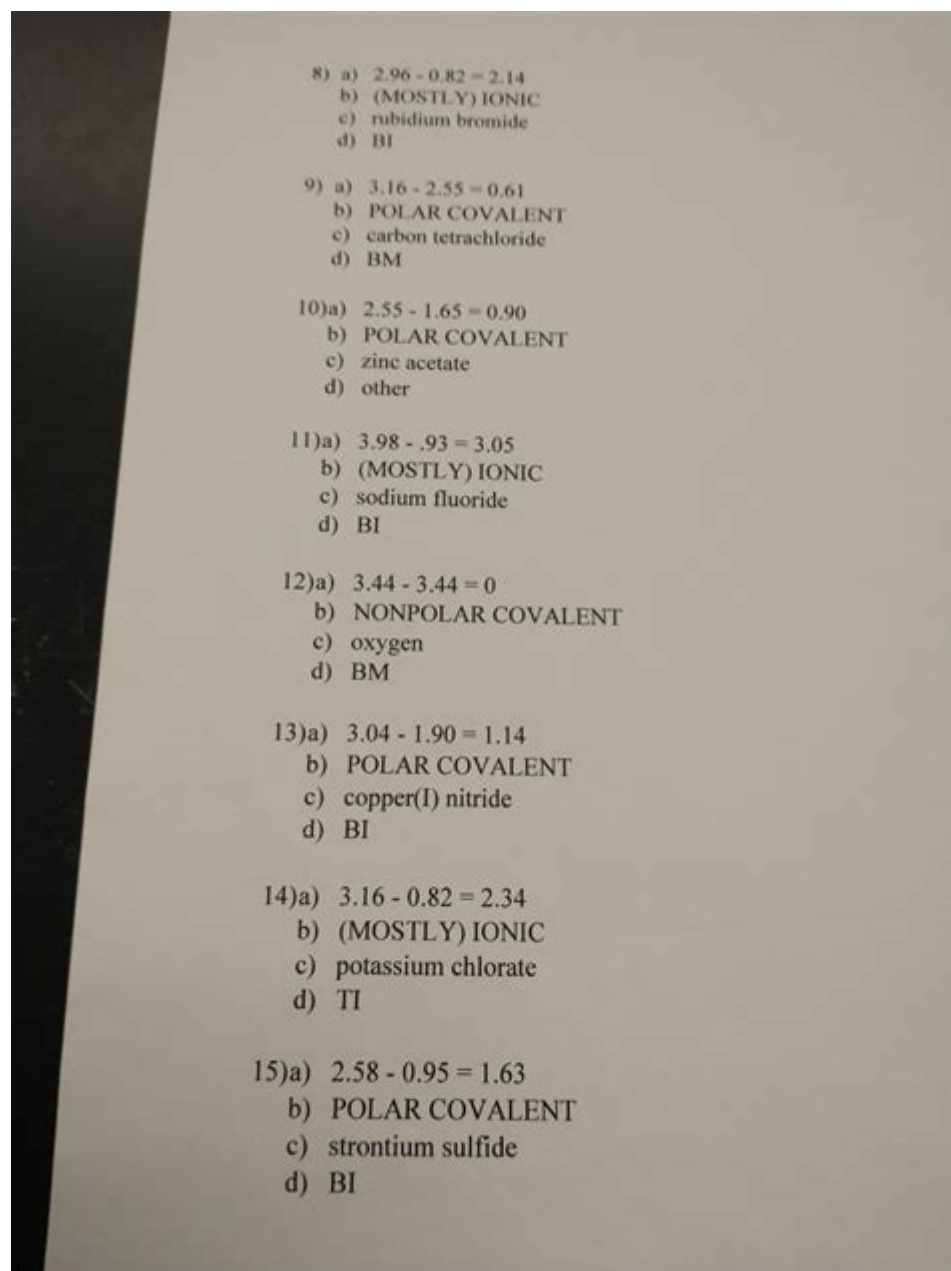 8) a) 2.96 - 0.82 = 2.14
b) (MOSTLY) IONIC
c) rubidium bromide
d) BI
9) a) 3.16 - 2.55 = 0.61
b) POLAR COVALENT
c) carbon tetrachloride
d) BM
10)a) 2.55 - 1.65 = 0.90
b) POLAR COVALENT
c) zinc acetate
d) other
11)a) 3.98 - .93 = 3.05
b) (MOSTLY) IONIC
c) sodium fluoride
d) BI
12)a) 3.44 - 3.44 = 0
b) NONPOLAR COVALENT
c) oxygen
d) BM
13)a) 3.04 - 1.90 = 1.14
b) POLAR COVALENT
c) copper(I) nitride
d) BI
14)a) 3.16 - 0.82 = 2.34
b) (MOSTLY) IONIC
c) potassium chlorate
d) TI
15)a) 2.58 - 0.95 = 1.63
b) POLAR COVALENT
c) strontium sulfide
d) BI